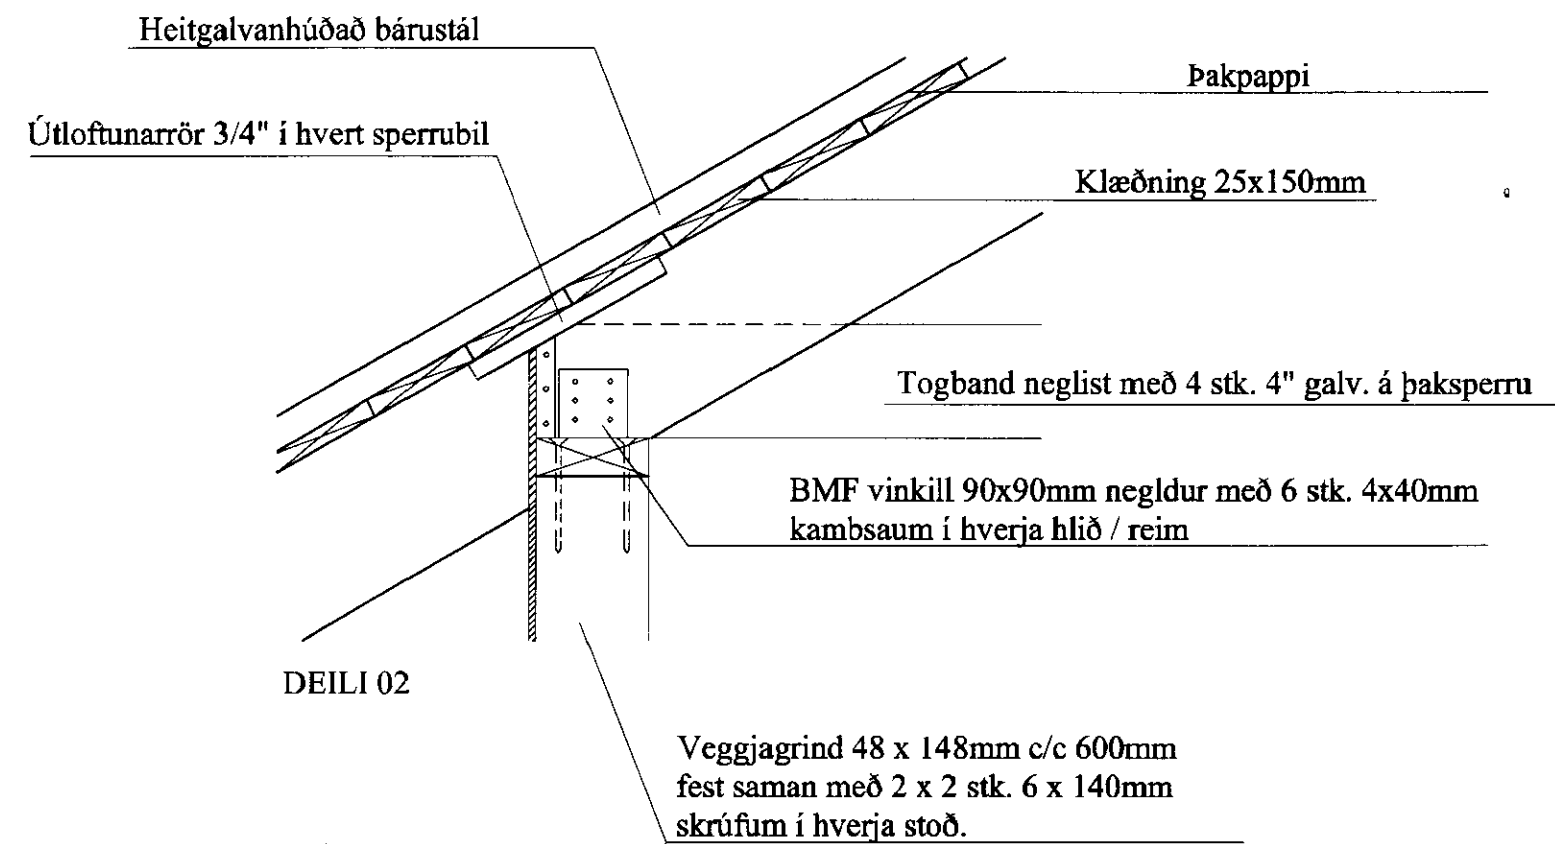 Heitgalvanhúðað bárustál
Þakpappi
Útloftunarrör 3/4" í hvert sperrubil
Klæðning 25x150mm
Togband neglist með 4 stk. 4" galv. á þaksperru
BMF vinkill 90x90mm negldur með 6 stk. 4x40mm
kambsaum í hverja hlið / reim
DEILI 02
Veggjagrind 48 x 148mm c/c 600mm
fest saman með 2 x 2 stk. 6 x 140mm
skrúfum í hverja stoð.